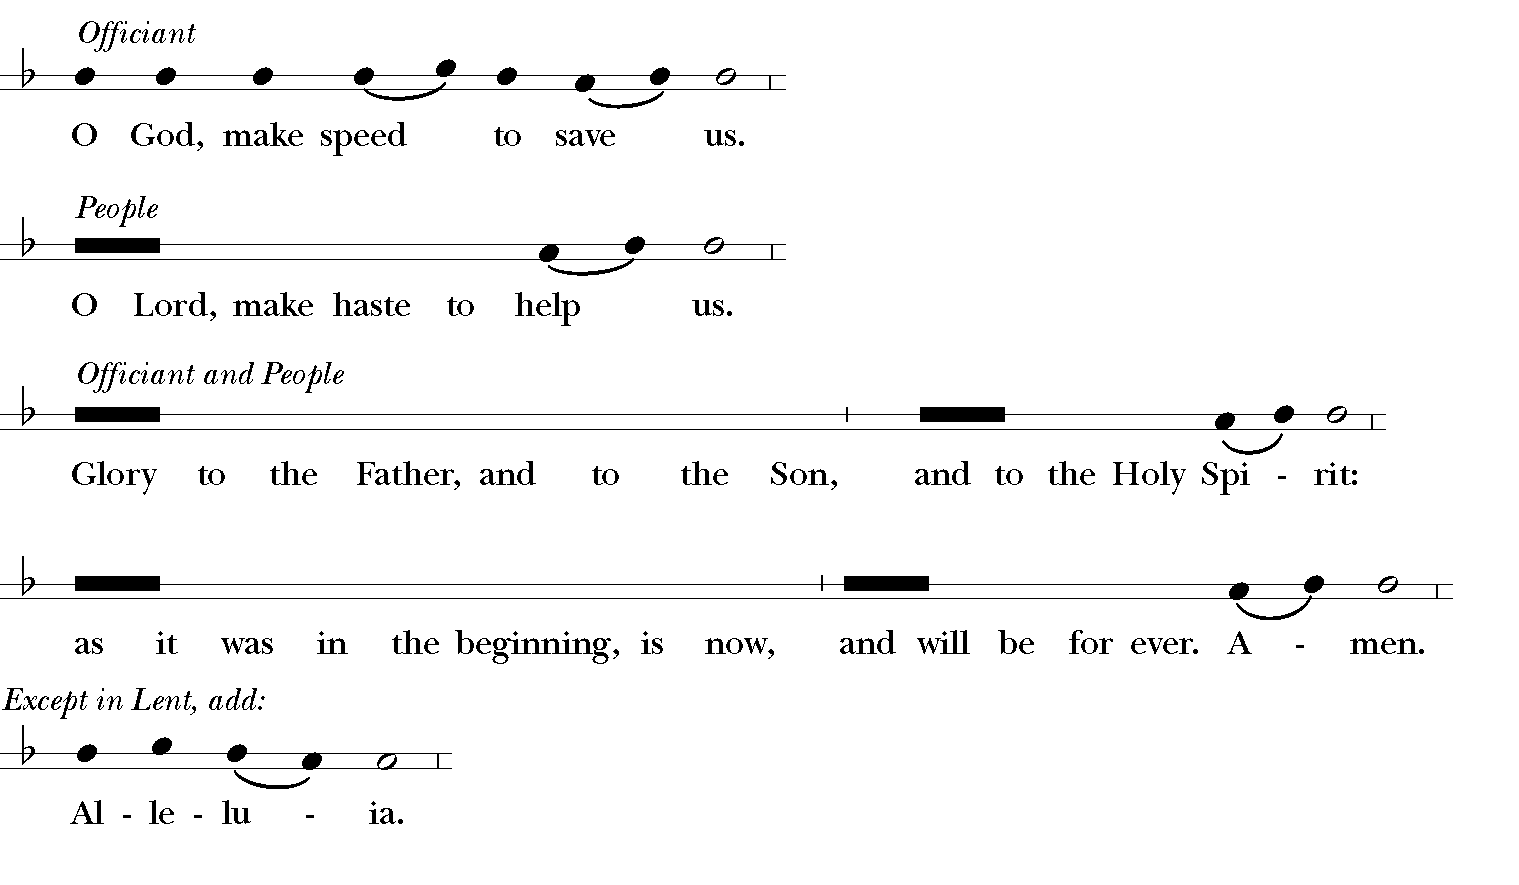 Officiant
O God, make speed to save us.
People
O Lord, make haste to help us.
Officiant and People
Glory to the Father, and to the Son, and to the Holy Spi - rit:
as it was in the beginning, is now, and will be for ever. A - men.
Except in Lent, add:
Al - le - lu - ia.